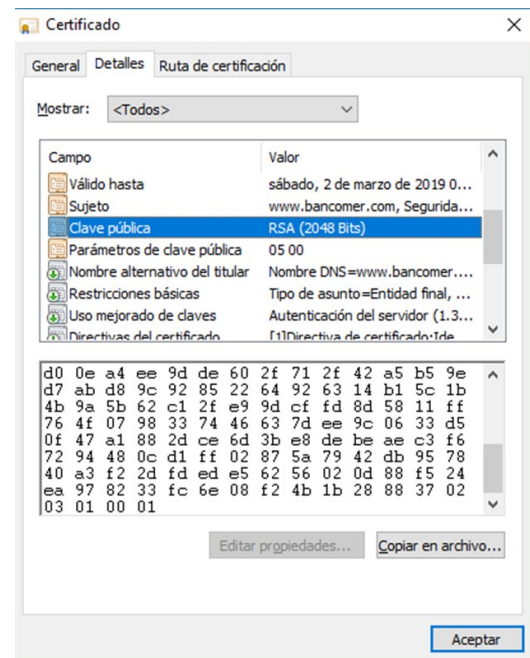 Certificado
General Detalles Ruta de certificación
Mostrar: <Todos>
Campo Valor
Válido hasta sábado, 2 de marzo de 2019 0...
Sujeto www.bancomer.com, Segurida...
Clave pública RSA (2048 Bits)
Parámetros de clave pública 05 00
Nombre alternativo del titular Nombre DNS=www.bancomer....
Restricciones básicas Tipo de asunto=Entidad final, ...
Uso mejorado de claves Autenticación del servidor (1.3...
Directivas del certificado [1]Directiva de certificado:Ide...
d0 0e a4 ee 9d de 60 2f 71 2f 42 a5 b5 9e
d7 ab d8 9c 92 85 22 64 92 63 14 b1 5c 1b
4b 9a 5b 62 c1 2f e9 9d cf fd 8d 58 11 ff
76 4f 07 98 33 74 46 63 7d ee 9c 06 33 d5
0f 47 a1 88 2d ce 6d 3b e8 de be ae c3 f6
72 94 48 0c d1 ff 02 87 5a 79 42 db 95 78
40 a3 f2 2d fd ed e5 62 56 02 0d 88 f5 24
ea 97 82 33 fc 6e 08 f2 4b 1b 28 88 37 02
03 01 00 01
Editar propiedades... Copiar en archivo...
Aceptar